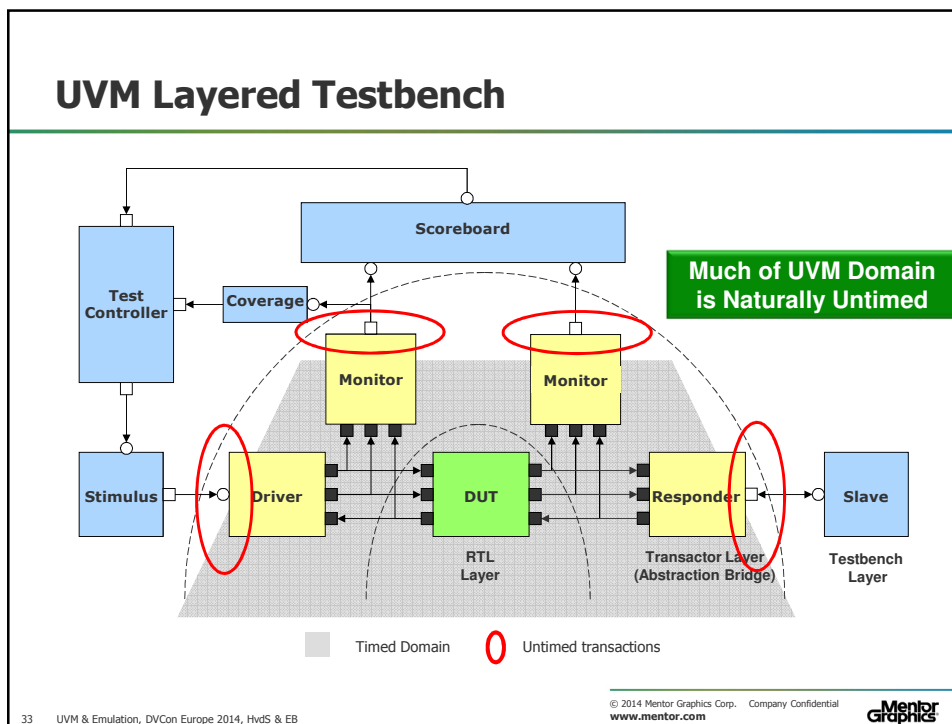 UVM Layered Testbench
Scoreboard
Much of UVM Domain
is Naturally Untimed
Test
Controller
Coverage
Monitor
Monitor
Stimulus
Driver
DUT
Responder
Slave
RTL
Layer
Transactor Layer
(Abstraction Bridge)
Testbench
Layer
Timed Domain
Untimed transactions
33 UVM & Emulation, DVCon Europe 2014, HvdS & EB
© 2014 Mentor Graphics Corp. Company Confidential
www.mentor.com
Mentor
Graphics